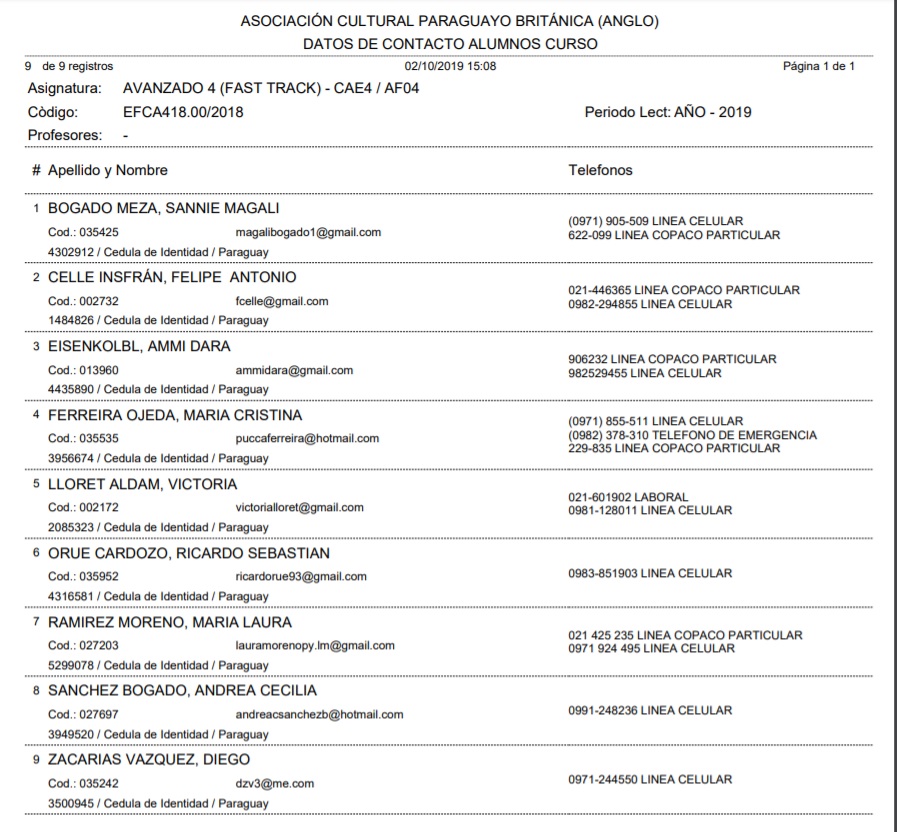 ASOCIACIÓN CULTURAL PARAGUAYO BRITÁNICA (ANGLO)
DATOS DE CONTACTO ALUMNOS CURSO
9 de 9 registros 02/10/2019 15:08 Página 1 de 1
Asignatura: AVANZADO 4 (FAST TRACK) - CAE4 / AF04
Còdigo: EFCA418.00/2018 Periodo Lect: AÑO - 2019
Profesores: -
# Apellido y Nombre Telefonos
1 BOGADO MEZA, SANNIE MAGALI
(0971) 905-509 LINEA CELULAR
Cod.: 035425 magalibogado1@gmail.com
622-099 LINEA COPACO PARTICULAR
4302912 / Cedula de Identidad / Paraguay
2 CELLE INSFRÁN, FELIPE ANTONIO
021-446365 LINEA COPACO PARTICULAR
Cod.: 002732 fcelle@gmail.com
0982-294855 LINEA CELULAR
1484826 / Cedula de Identidad / Paraguay
3 EISENKOLBL, AMMI DARA
906232 LINEA COPACO PARTICULAR
Cod.: 013960 ammidara@gmail.com
982529455 LINEA CELULAR
4435890 / Cedula de Identidad / Paraguay
4 FERREIRA OJEDA, MARIA CRISTINA
(0971) 855-511 LINEA CELULAR
Cod.: 035535 puccaferreira@hotmail.com
(0982) 378-310 TELEFONO DE EMERGENCIA
229-835 LINEA COPACO PARTICULAR
3956674 / Cedula de Identidad / Paraguay
5 LLORET ALDAM, VICTORIA
021-601902 LABORAL
Cod.: 002172 victorialloret@gmail.com
0981-128011 LINEA CELULAR
2085323 / Cedula de Identidad / Paraguay
6 ORUE CARDOZO, RICARDO SEBASTIAN
0983-851903 LINEA CELULAR
Cod.: 035952 ricardorue93@gmail.com
4316581 / Cedula de Identidad / Paraguay
7 RAMIREZ MORENO, MARIA LAURA
021 425 235 LINEA COPACO PARTICULAR
Cod.: 027203 lauramorenopy.lm@gmail.com
0971 924 495 LINEA CELULAR
5299078 / Cedula de Identidad / Paraguay
8 SANCHEZ BOGADO, ANDREA CECILIA
0991-248236 LINEA CELULAR
Cod.: 027697 andreacsanchezb@hotmail.com
3949520 / Cedula de Identidad / Paraguay
9 ZACARIAS VAZQUEZ, DIEGO
0971-244550 LINEA CELULAR
Cod.: 035242 dzv3@me.com
3500945 / Cedula de Identidad / Paraguay